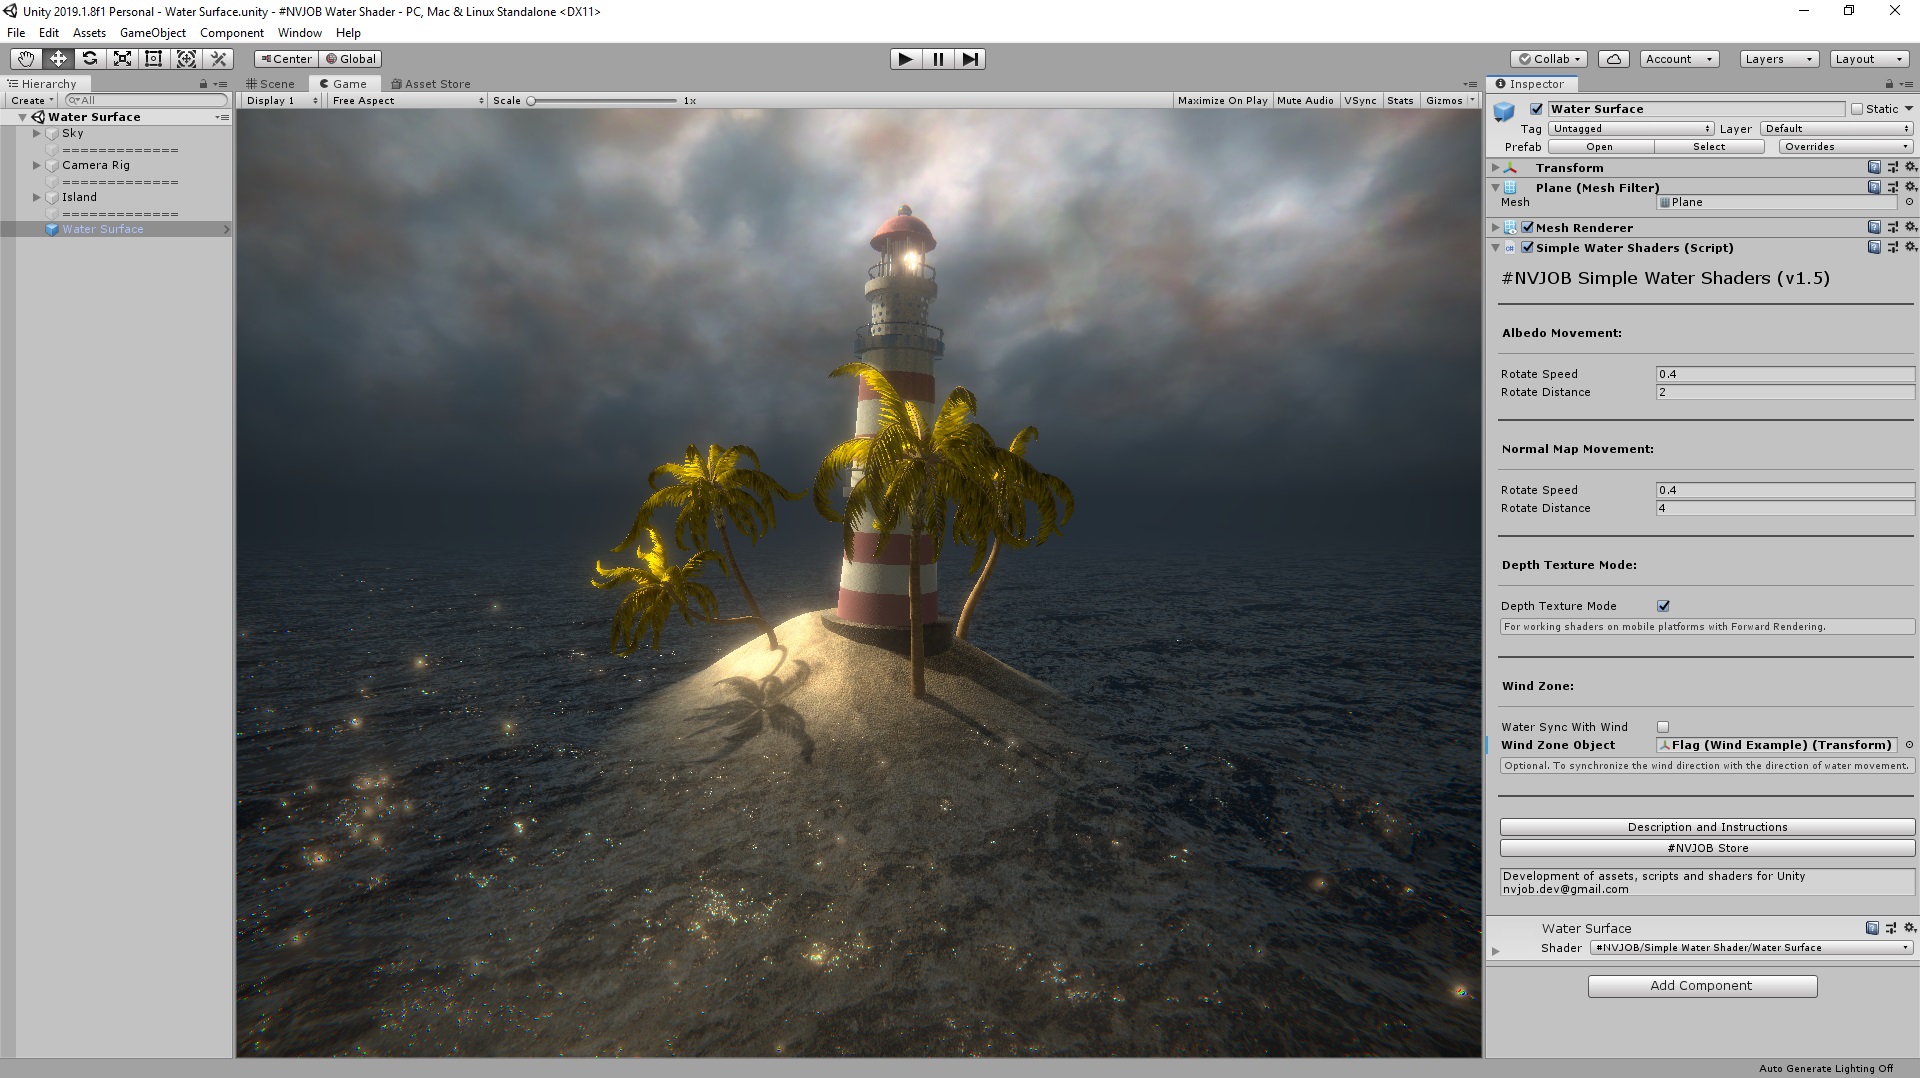 Unity 2019.1.8f1 Personal - Water Surface.unity - #NVJOB Water Shader - PC, Mac & Linux Standalone <DX11>
File Edit Assets GameObject Component Window Help
Center Global
Collab Account Layers Layout
Hierarchy
Create All
Water Surface
Sky
=============
Camera Rig
=============
Island
=============
Water Surface
Scene Game Asset Store
Display 1 Free Aspect Scale 1x Maximize On Play Mute Audio VSync Stats Gizmos
Inspector
Water Surface Static
Tag Untagged Layer Default
Prefab Open Select Overrides
Transform
Plane (Mesh Filter)
Mesh Plane
Mesh Renderer
Simple Water Shaders (Script)
#NVJOB Simple Water Shaders (v1.5)
Albedo Movement:
Rotate Speed 0.4
Rotate Distance 2
Normal Map Movement:
Rotate Speed 0.4
Rotate Distance 4
Depth Texture Mode:
Depth Texture Mode
For working shaders on mobile platforms with Forward Rendering.
Wind Zone:
Water Sync With Wind
Wind Zone Object Flag (Wind Example) (Transform)
Optional. To synchronize the wind direction with the direction of water movement.
Description and Instructions
#NVJOB Store
Development of assets, scripts and shaders for Unity
nvjob.dev@gmail.com
Water Surface
Shader #NVJOB/Simple Water Shader/Water Surface
Add Component
Auto Generate Lighting Off